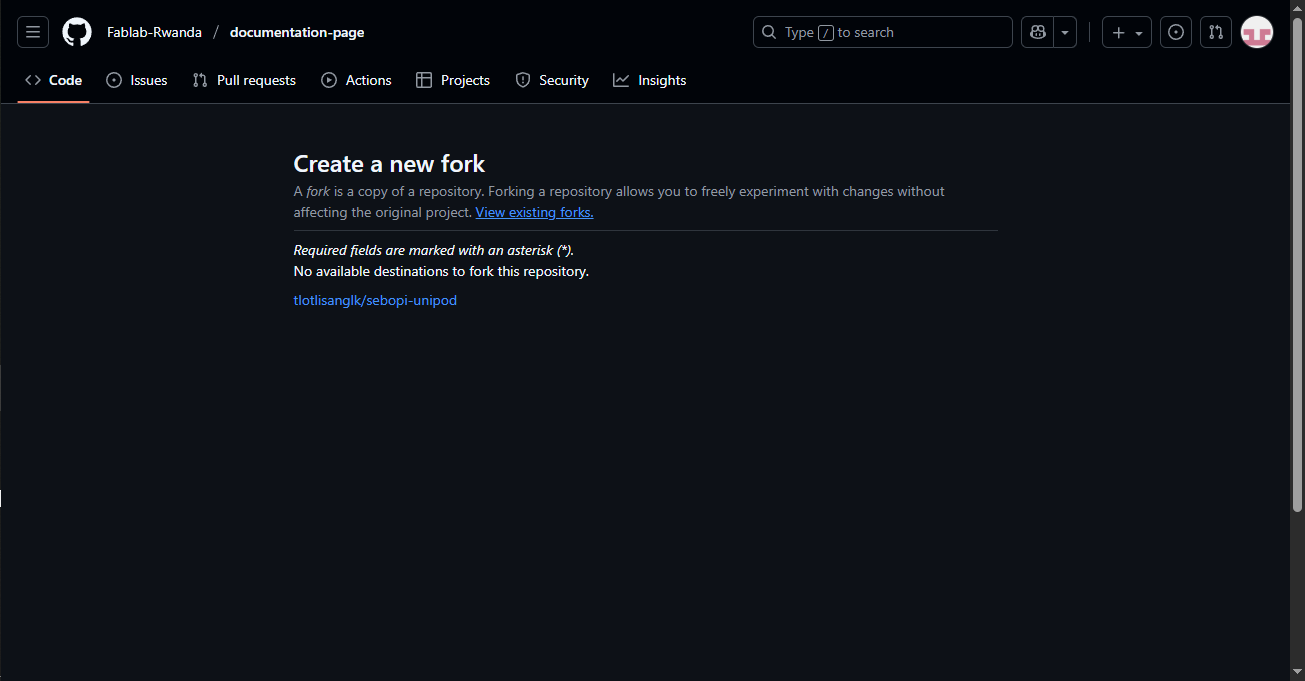 Fablab-Rwanda / documentation-page
Type / to search
Code Issues Pull requests Actions Projects Security Insights
Create a new fork
A fork is a copy of a repository. Forking a repository allows you to freely experiment with changes without
affecting the original project. View existing forks.
Required fields are marked with an asterisk (*).
No available destinations to fork this repository.
tlotlisanglk/sebopi-unipod